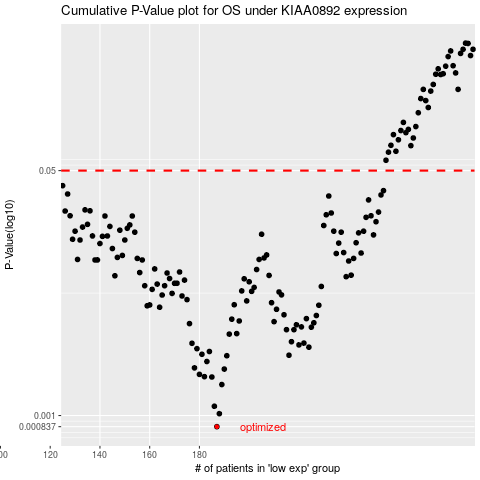 Cumulative P-Value plot for OS under KIAA0892 expression
P-Value(log10)
0.05
0.001
0.000837
optimized
00 120 140 160 180
# of patients in 'low exp' group